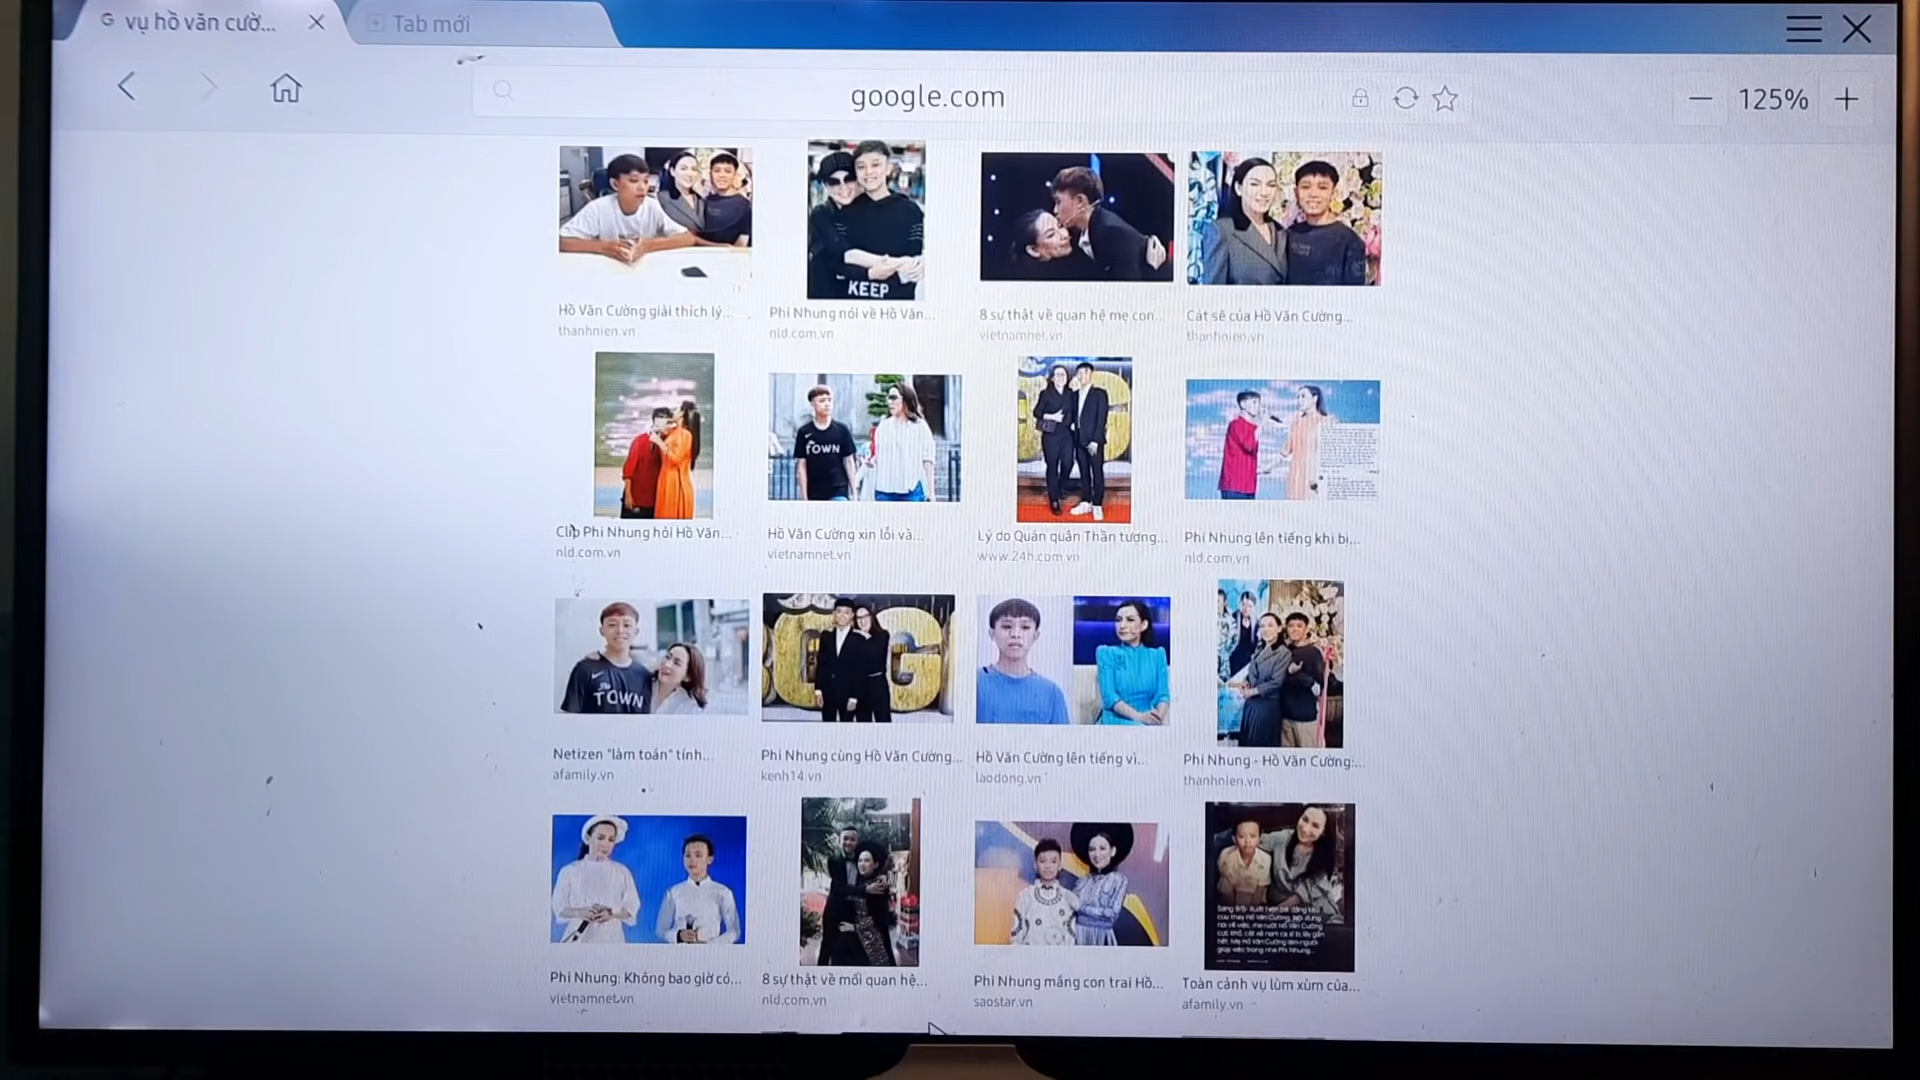 G vụ hồ văn cườ...
Tab mới
google.com
125%
KEEP
Hồ Văn Cường giải thích lý...
thanhnien.vn
Phi Nhung nói về Hồ Văn...
nld.com.vn
8 sự thật về quan hệ mẹ con...
vietnamnet.vn
Cát sê của Hồ Văn Cường...
thanhnien.vn
TOWN
Clip Phi Nhung hỏi Hồ Văn...
nld.com.vn
Hồ Văn Cường xin lỗi và...
vietnamnet.vn
Lý do Quán quân Thần tượng...
www.24h.com.vn
Phi Nhung lên tiếng khi bị...
nld.com.vn
The
TOWN
G
Netizen "làm toán" tính...
afamily.vn
Phi Nhung cùng Hồ Văn Cường...
kenh14.vn
Hồ Văn Cường lên tiếng vì...
laodong.vn
Phi Nhung - Hồ Văn Cường:...
thanhnien.vn
Phi Nhung: Không bao giờ có...
vietnamnet.vn
8 sự thật về mối quan hệ...
nld.com.vn
Phi Nhung mắng con trai Hồ...
saostar.vn
Toàn cảnh vụ lùm xùm của...
afamily.vn